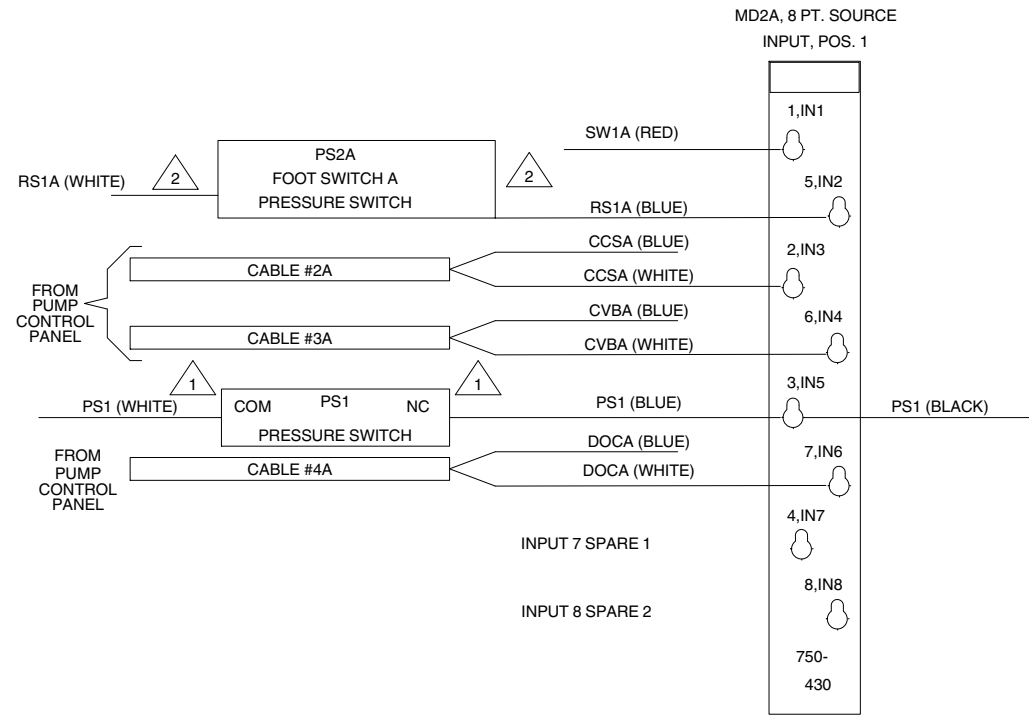 MD2A, 8 PT. SOURCE
INPUT, POS. 1
1,IN1
SW1A (RED)
PS2A
FOOT SWITCH A
PRESSURE SWITCH
2
2
RS1A (WHITE)
5,IN2
RS1A (BLUE)
CCSA (BLUE)
2,IN3
CABLE #2A
CCSA (WHITE)
FROM
PUMP
CONTROL
PANEL
CVBA (BLUE)
6,IN4
CABLE #3A
CVBA (WHITE)
1
1
3,IN5
PS1 (WHITE)
COM
PS1
NC
PS1 (BLUE)
PS1 (BLACK)
PRESSURE SWITCH
DOCA (BLUE)
7,IN6
FROM
PUMP
CONTROL
PANEL
CABLE #4A
DOCA (WHITE)
4,IN7
INPUT 7 SPARE 1
8,IN8
INPUT 8 SPARE 2
750-
430